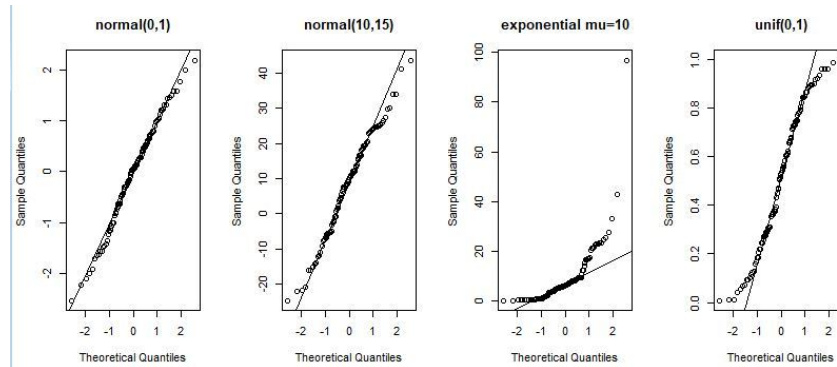 normal(0,1)
Sample Quantiles
2
1
0
-1
-2
-2 -1 0 1 2
Theoretical Quantiles
normal(10,15)
Sample Quantiles
40
30
20
10
0
-20
-2 -1 0 1 2
Theoretical Quantiles
exponential mu=10
Sample Quantiles
100
80
60
40
20
0
-2 -1 0 1 2
Theoretical Quantiles
unif(0,1)
Sample Quantiles
1.0
0.8
0.6
0.4
0.2
0.0
-2 -1 0 1 2
Theoretical Quantiles